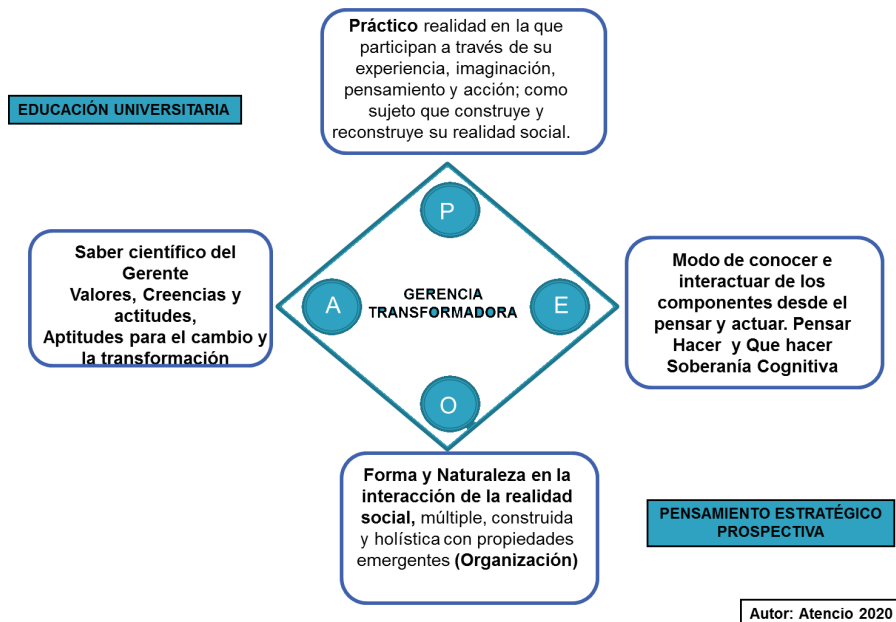 Práctico realidad en la que
participan a través de su
experiencia, imaginación,
pensamiento y acción; como
sujeto que construye y
reconstruye su realidad social.
EDUCACIÓN UNIVERSITARIA
P
Saber científico del
Gerente
Valores, Creencias y
actitudes,
Aptitudes para el cambio y
la transformación
A
GERENCIA
TRANSFORMADORA
E
Modo de conocer e
interactuar de los
componentes desde el
pensar y actuar. Pensar
Hacer y Que hacer
Soberanía Cognitiva
O
Forma y Naturaleza en la
interacción de la realidad
social, múltiple, construida
y holística con propiedades
emergentes (Organización)
PENSAMIENTO ESTRATÉGICO
PROSPECTIVA
Autor: Atencio 2020